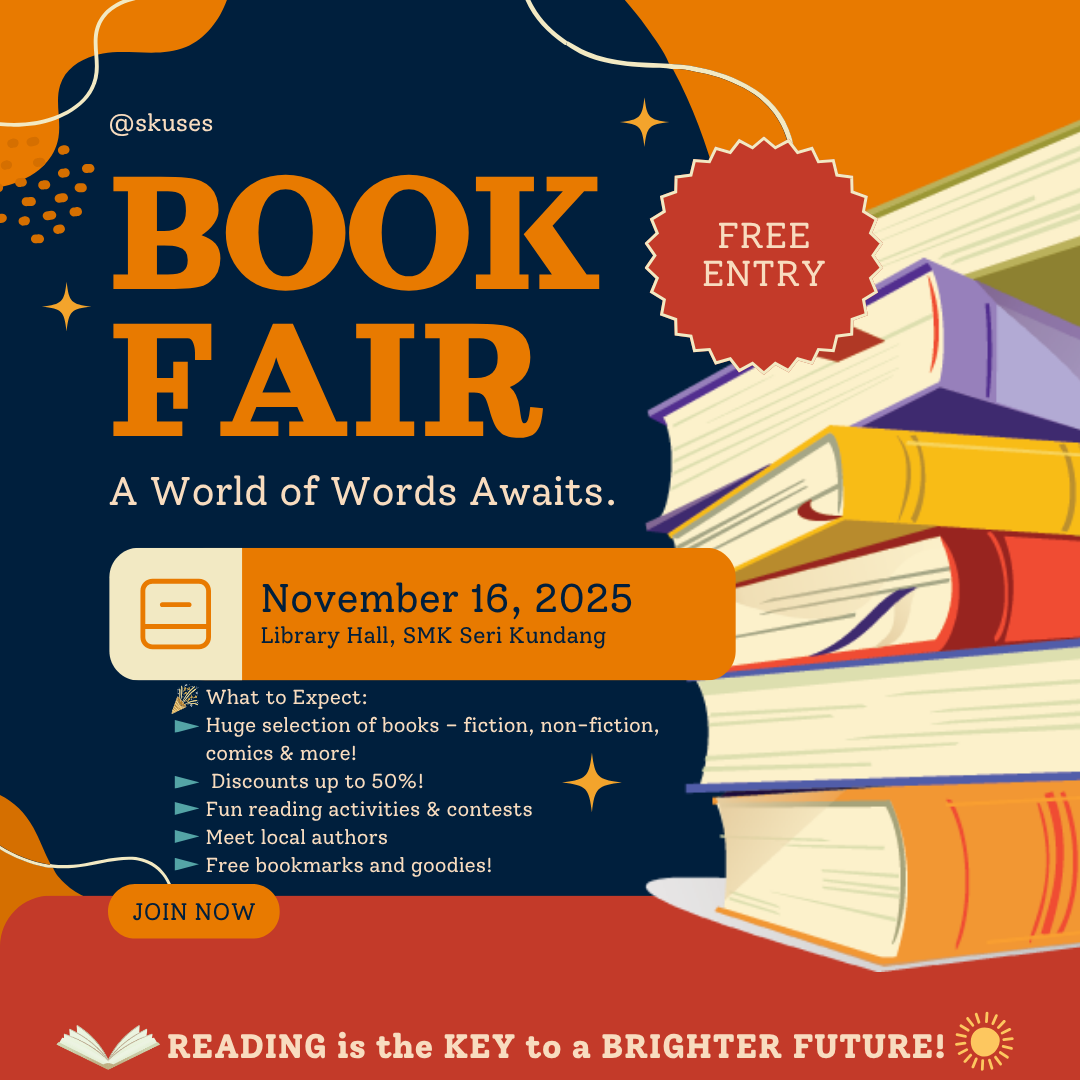 @skuses
BOOK
FAIR
FREE
ENTRY
A World of Words Awaits.
November 16, 2025
Library Hall, SMK Seri Kundang
What to Expect:
Huge selection of books – fiction, non-fiction,
comics & more!
Discounts up to 50%!
Fun reading activities & contests
Meet local authors
Free bookmarks and goodies!
JOIN NOW
READING is the KEY to a BRIGHTER FUTURE!